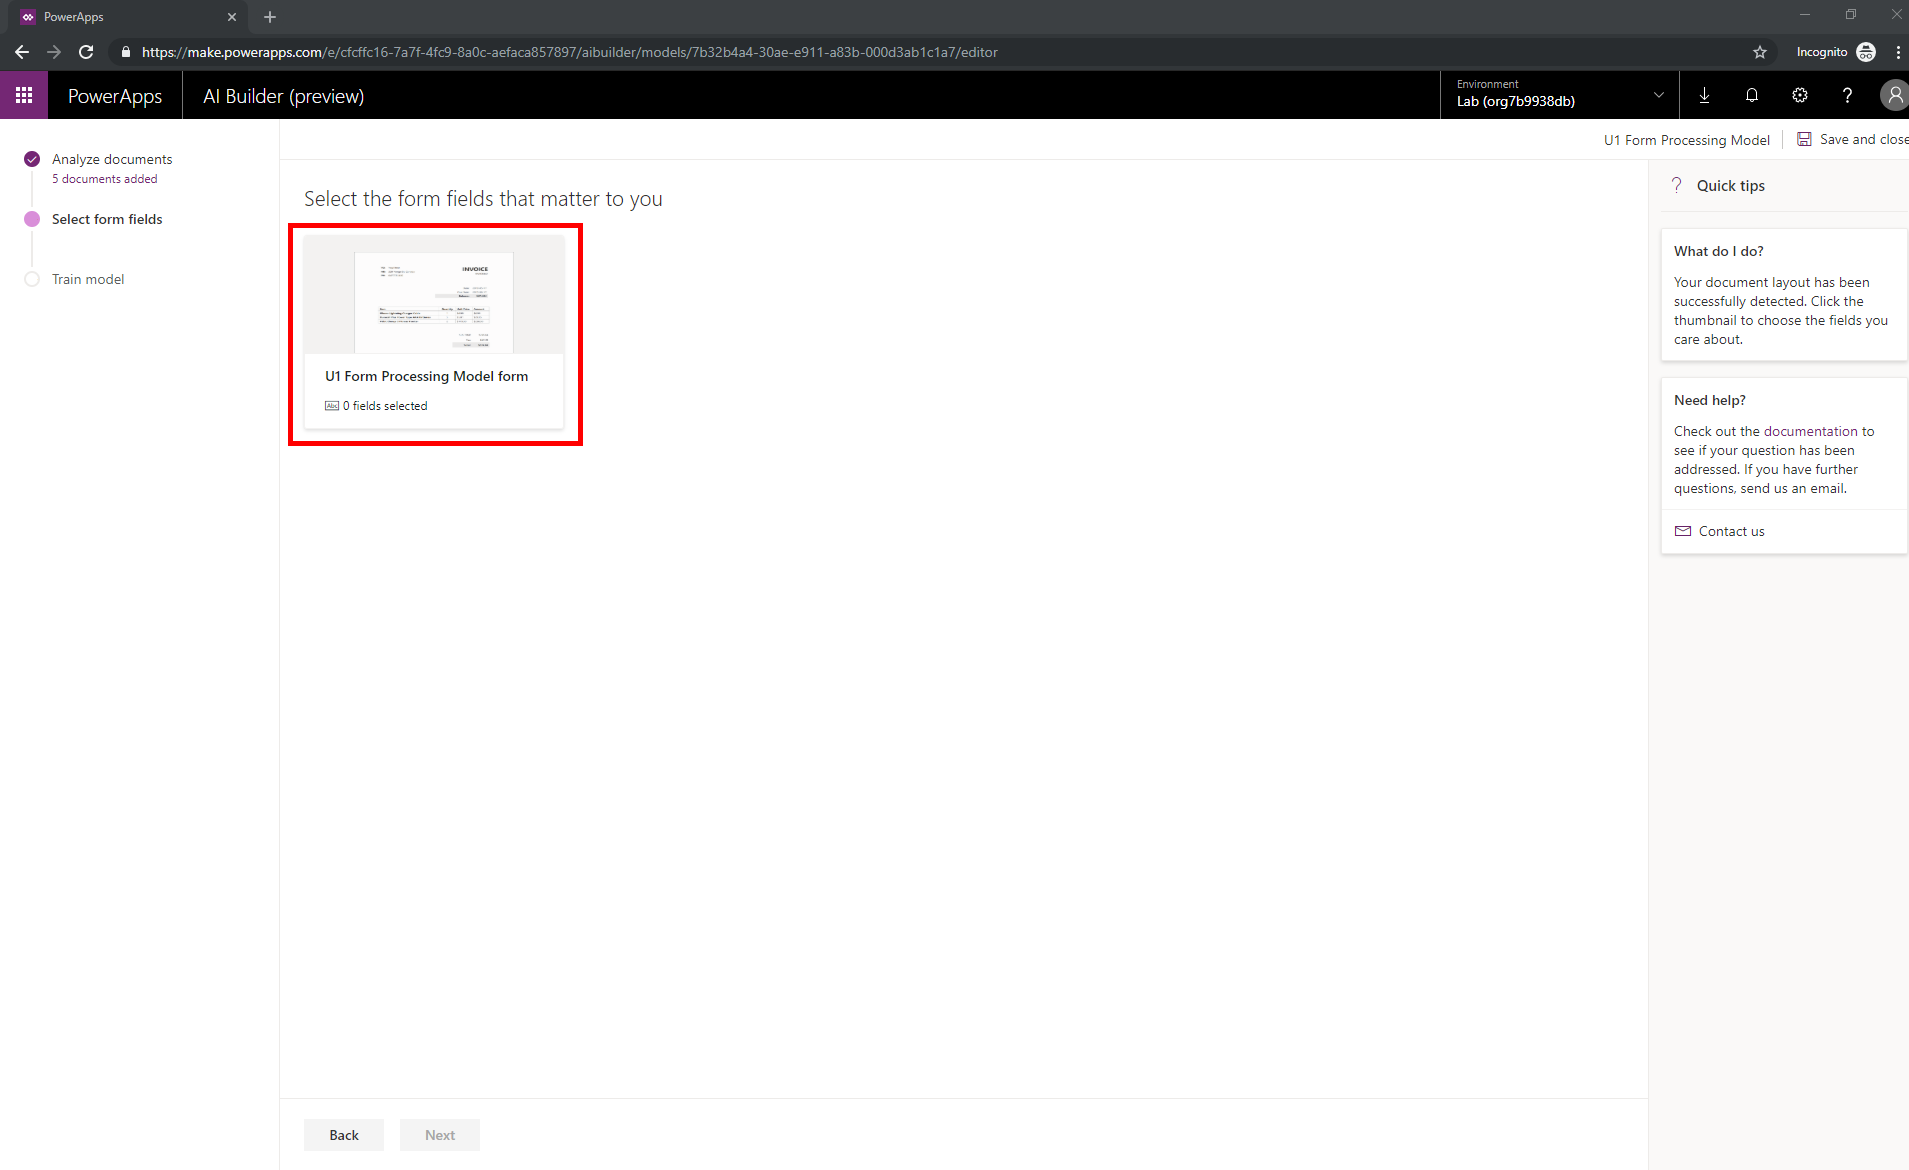 PowerApps
https://make.powerapps.com/e/cfcffc16-7a7f-4fc9-8a0c-aefaca857897/aibuilder/models/7b32b4a4-30ae-e911-a83b-000d3ab1c1a7/editor
Incognito
PowerApps
AI Builder (preview)
Environment
Lab (org7b9938db)
U1 Form Processing Model
Save and close
Analyze documents
5 documents added
Select form fields
Train model
Select the form fields that matter to you
INVOICE
U1 Form Processing Model form
Abc 0 fields selected
Quick tips
What do I do?
Your document layout has been
successfully detected. Click the
thumbnail to choose the fields you
care about.
Need help?
Check out the documentation to
see if your question has been
addressed. If you have further
questions, send us an email.
Contact us
Back
Next